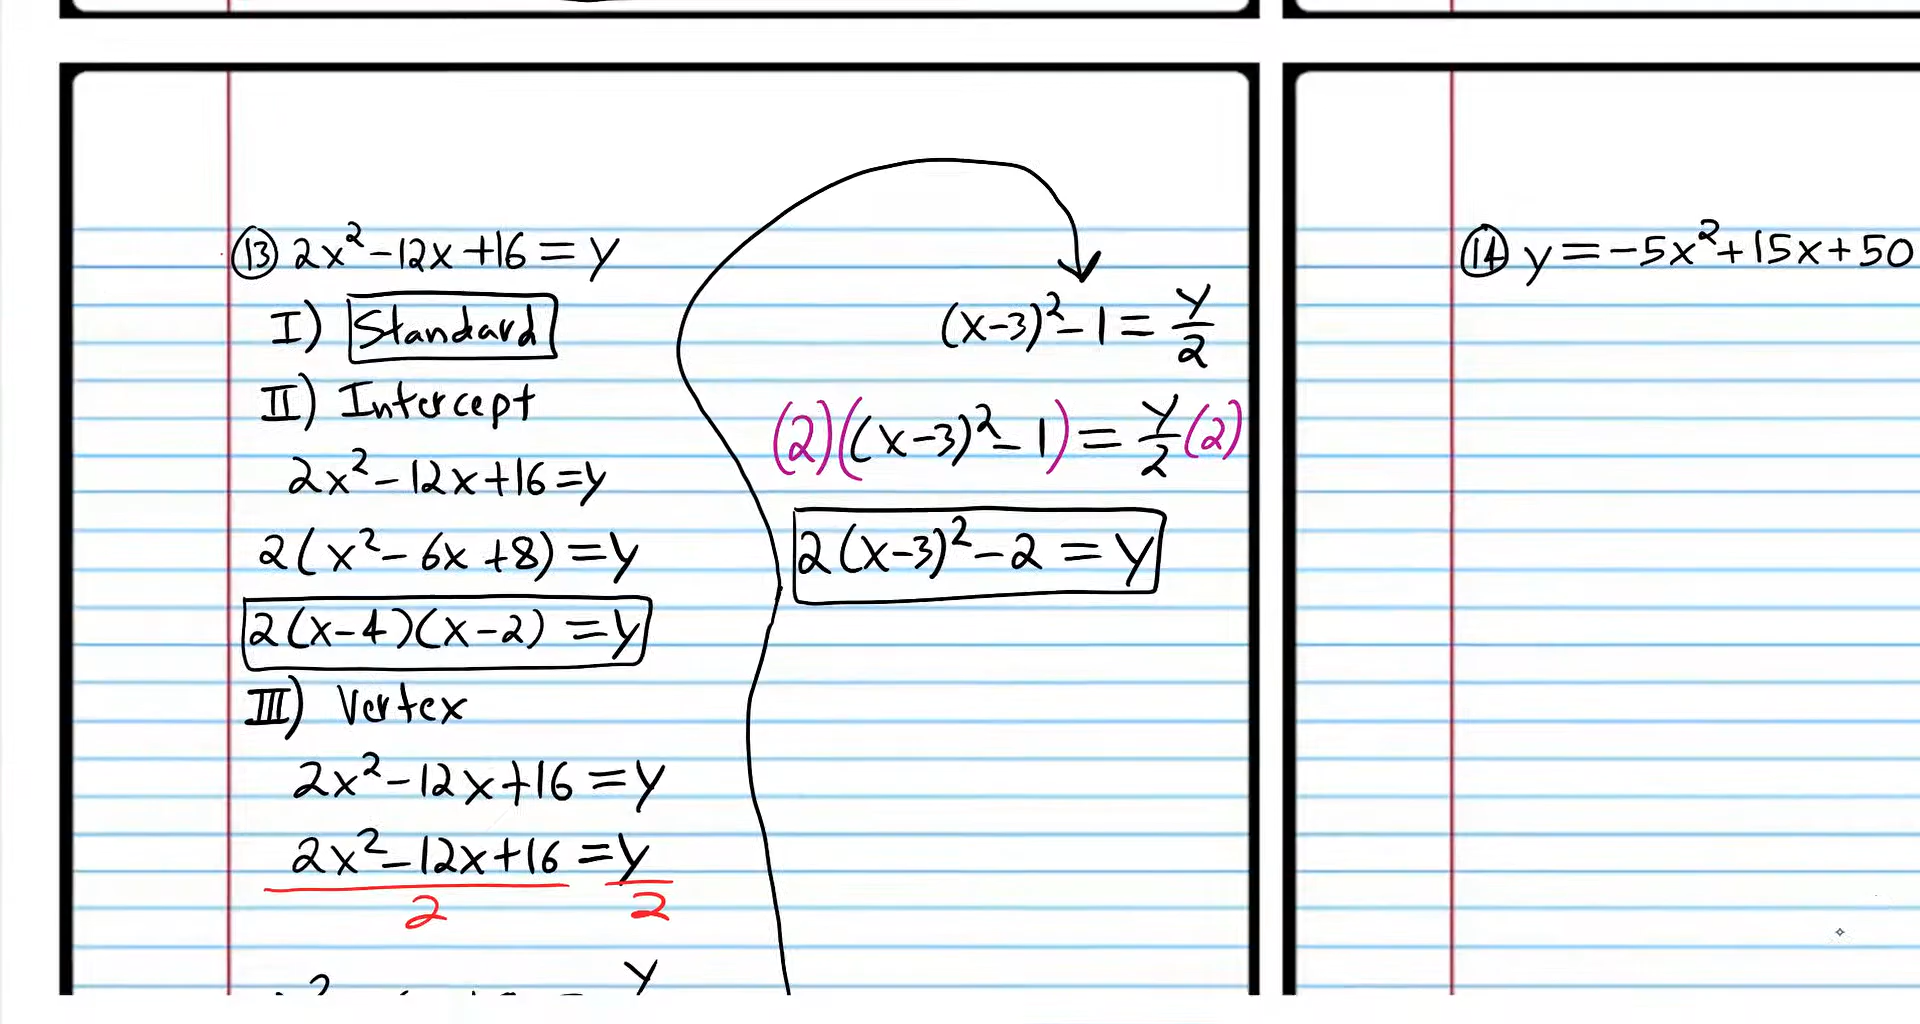 ⑬ 2x² - 12x + 16 = y
I) Standard
II) Intercept
2x² - 12x + 16 = y
2(x² - 6x + 8) = y
2(x-4)(x-2) = y
III) Vertex
2x² - 12x + 16 = y
2x² - 12x + 16 = y
2 2
y
(x-3)² - 1 = y/2
(2)((x-3)² - 1) = y/2 (2)
2(x-3)² - 2 = y
⑭ y = -5x² + 15x + 50